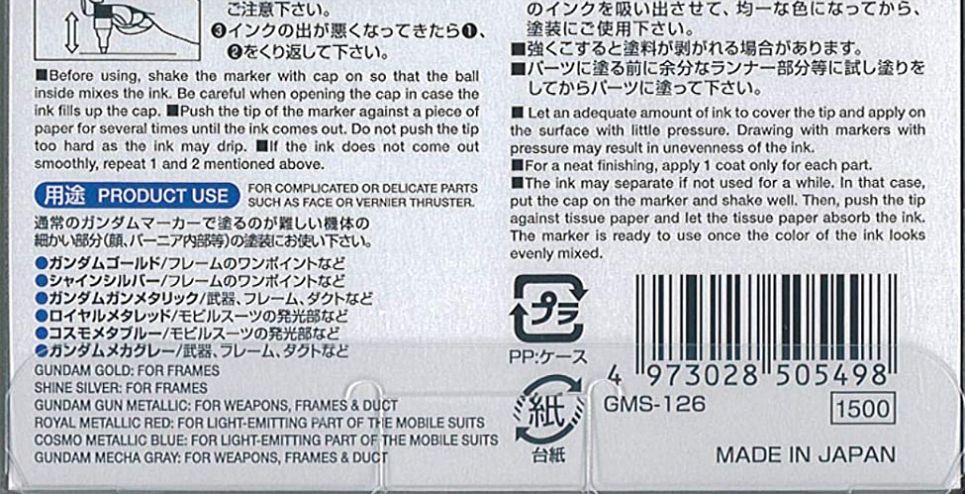 ご注意下さい。
❸インクの出が悪くなってきたら❶、
❷をくり返して下さい。
■Before using, shake the marker with cap on so that the ball
inside mixes the ink. Be careful when opening the cap in case the
ink fills up the cap. ■Push the tip of the marker against a piece of
paper for several times until the ink comes out. Do not push the tip
too hard as the ink may drip. ■If the ink does not come out
smoothly, repeat 1 and 2 mentioned above.
用途 PRODUCT USE
FOR COMPLICATED OR DELICATE PARTS
SUCH AS FACE OR VERNIER THRUSTER.
通常のガンダムマーカーで塗るのが難しい機体の
細かい部分(顔、バーニア内部等)の塗装にお使い下さい。
●ガンダムゴールド/フレームのワンポイントなど
●シャインシルバー/フレームのワンポイントなど
●ガンダムガンメタリック/武器、フレーム、ダクトなど
●ロイヤルメタレッド/モビルスーツの発光部など
●コスモメタブルー/モビルスーツの発光部など
●ガンダムメカグレー/武器、フレーム、ダクトなど
GUNDAM GOLD: FOR FRAMES
SHINE SILVER: FOR FRAMES
GUNDAM GUN METALLIC: FOR WEAPONS, FRAMES & DUCT
ROYAL METALLIC RED: FOR LIGHT-EMITTING PART OF THE MOBILE SUITS
COSMO METALLIC BLUE: FOR LIGHT-EMITTING PART OF THE MOBILE SUITS
GUNDAM MECHA GRAY: FOR WEAPONS, FRAMES & DUCT
のインクを吸い出させて、均一な色になってから、
塗装にご使用下さい。
■強くこすると塗料が剥がれる場合があります。
■パーツに塗る前に余分なランナー部分等に試し塗りを
してからパーツに塗って下さい。
■ Let an adequate amount of ink to cover the tip and apply on
the surface with little pressure. Drawing with markers with
pressure may result in unevenness of the ink.
■For a neat finishing, apply 1 coat only for each part.
■The ink may separate if not used for a while. In that case,
put the cap on the marker and shake well. Then, push the tip
against tissue paper and let the tissue paper absorb the ink.
The marker is ready to use once the color of the ink looks
evenly mixed.
プラ
PP:ケース
紙
台紙
4 973028 505498
GMS-126
1500
MADE IN JAPAN